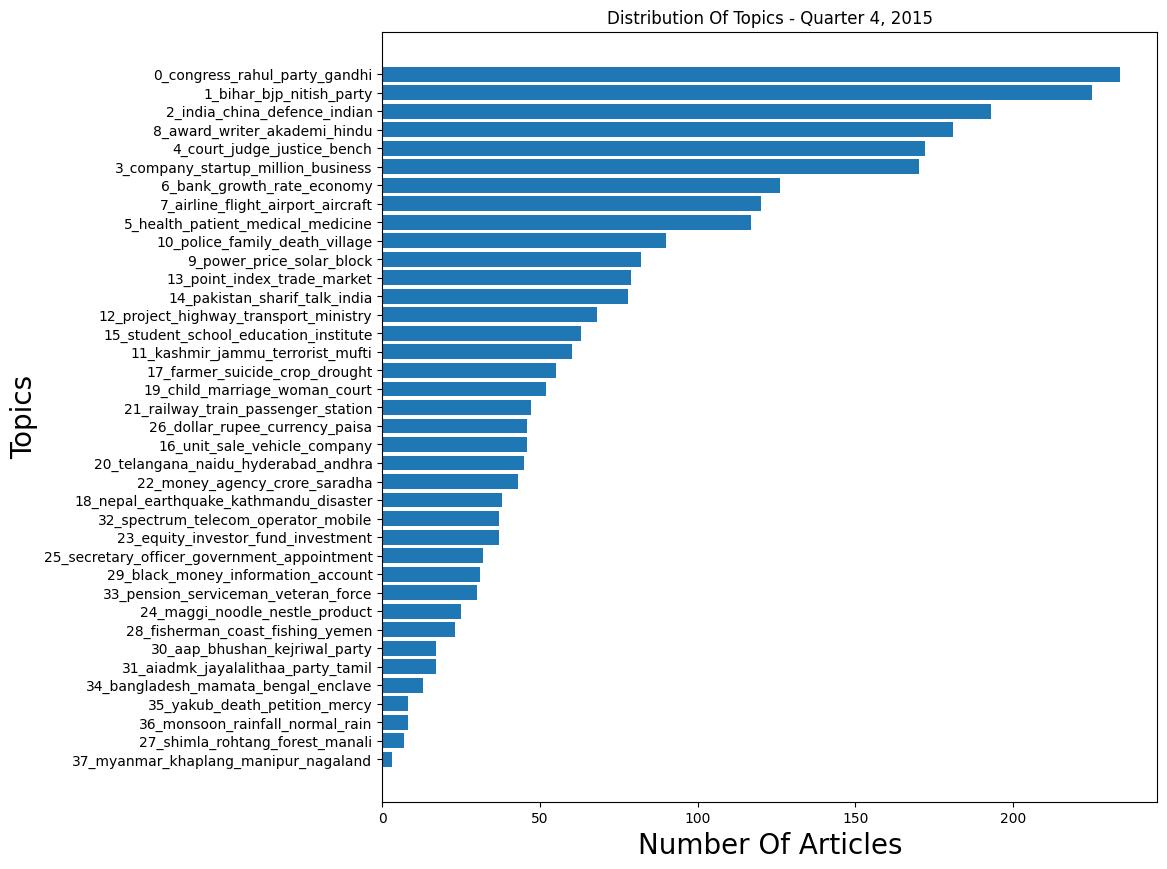 Distribution Of Topics - Quarter 4, 2015
0_congress_rahul_party_gandhi
1_bihar_bjp_nitish_party
2_india_china_defence_indian
8_award_writer_akademi_hindu
4_court_judge_justice_bench
3_company_startup_million_business
6_bank_growth_rate_economy
7_airline_flight_airport_aircraft
5_health_patient_medical_medicine
10_police_family_death_village
9_power_price_solar_block
13_point_index_trade_market
14_pakistan_sharif_talk_india
12_project_highway_transport_ministry
15_student_school_education_institute
11_kashmir_jammu_terrorist_mufti
17_farmer_suicide_crop_drought
19_child_marriage_woman_court
21_railway_train_passenger_station
26_dollar_rupee_currency_paisa
16_unit_sale_vehicle_company
20_telangana_naidu_hyderabad_andhra
22_money_agency_crore_saradha
18_nepal_earthquake_kathmandu_disaster
32_spectrum_telecom_operator_mobile
23_equity_investor_fund_investment
25_secretary_officer_government_appointment
29_black_money_information_account
33_pension_serviceman_veteran_force
24_maggi_noodle_nestle_product
28_fisherman_coast_fishing_yemen
30_aap_bhushan_kejriwal_party
31_aiadmk_jayalalithaa_party_tamil
34_bangladesh_mamata_bengal_enclave
35_yakub_death_petition_mercy
36_monsoon_rainfall_normal_rain
27_shimla_rohtang_forest_manali
37_myanmar_khaplang_manipur_nagaland
Topics
0 50 100 150 200
Number Of Articles